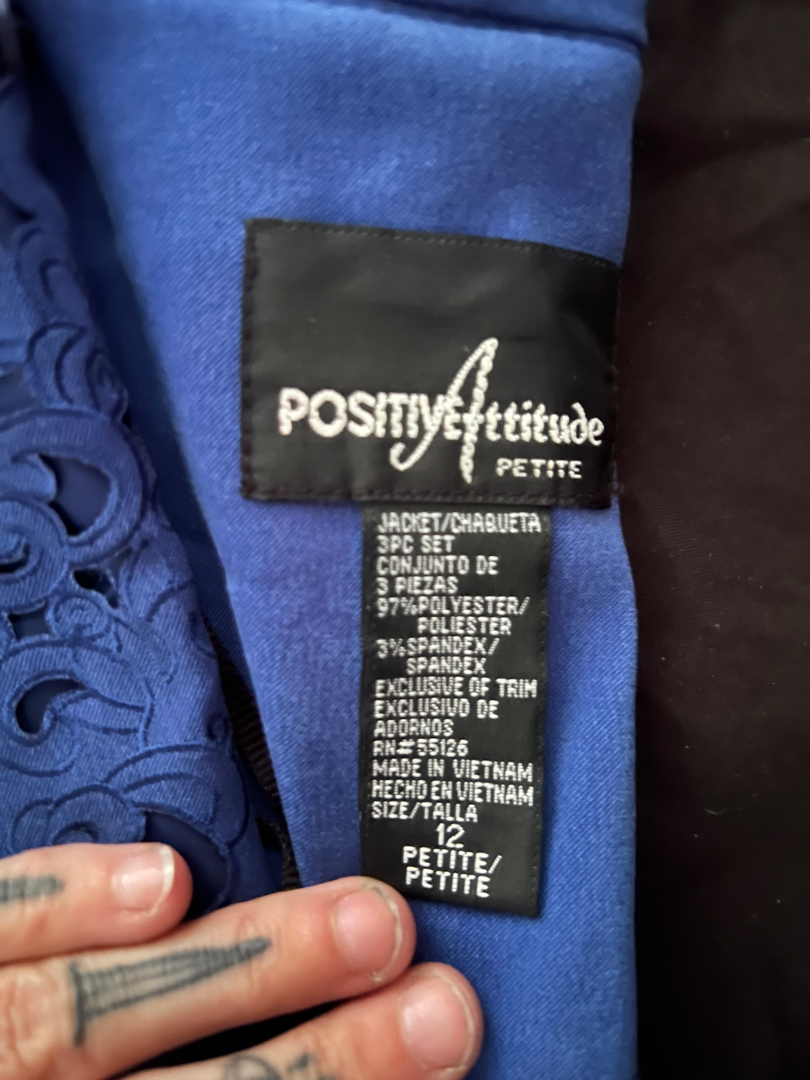 POSITIVE Attitude
PETITE
JACKET/CHAQUETA
3PC SET
CONJUNTO DE
3 PIEZAS
97%POLYESTER/
POLIESTER
3%SPANDEX/
SPANDEX
EXCLUSIVE OF TRIM
EXCLUSIVO DE
ADORNOS
RN#55126
MADE IN VIETNAM
HECHO EN VIETNAM
SIZE/TALLA
12
PETITE/
PETITE